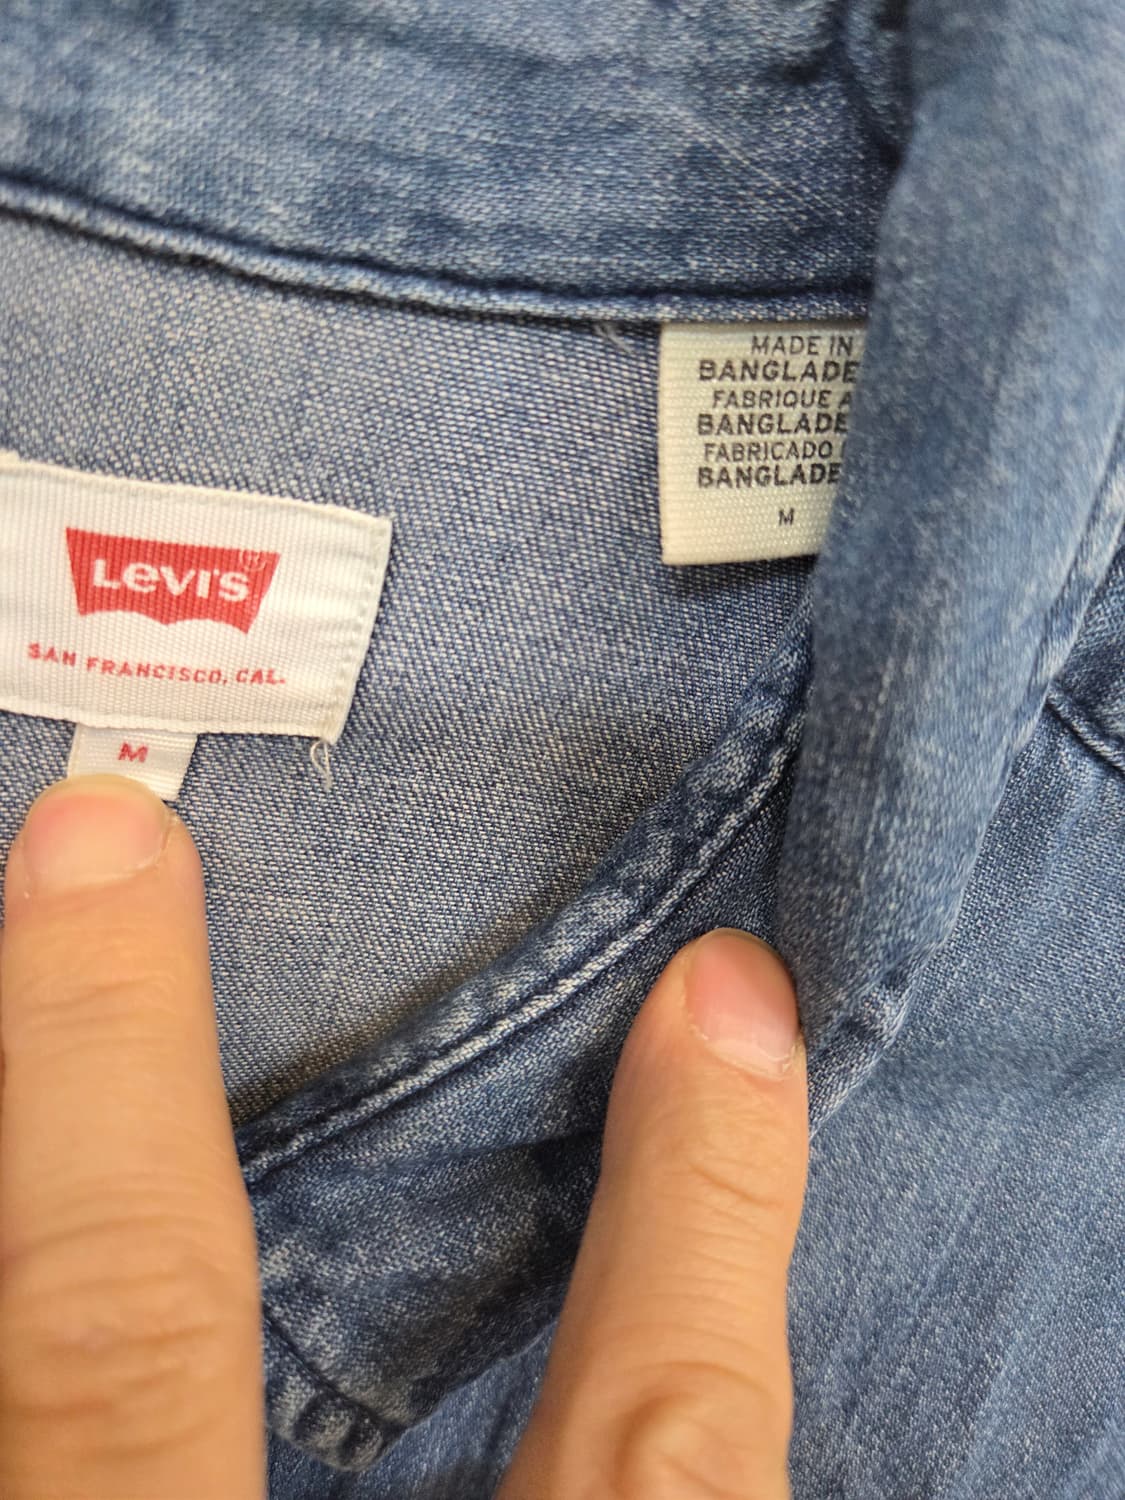 MADE IN
BANGLADE
FABRIQUE A
BANGLADE
FABRICADO
BANGLADE
M
LEVI'S®
SAN FRANCISCO, CAL.
M